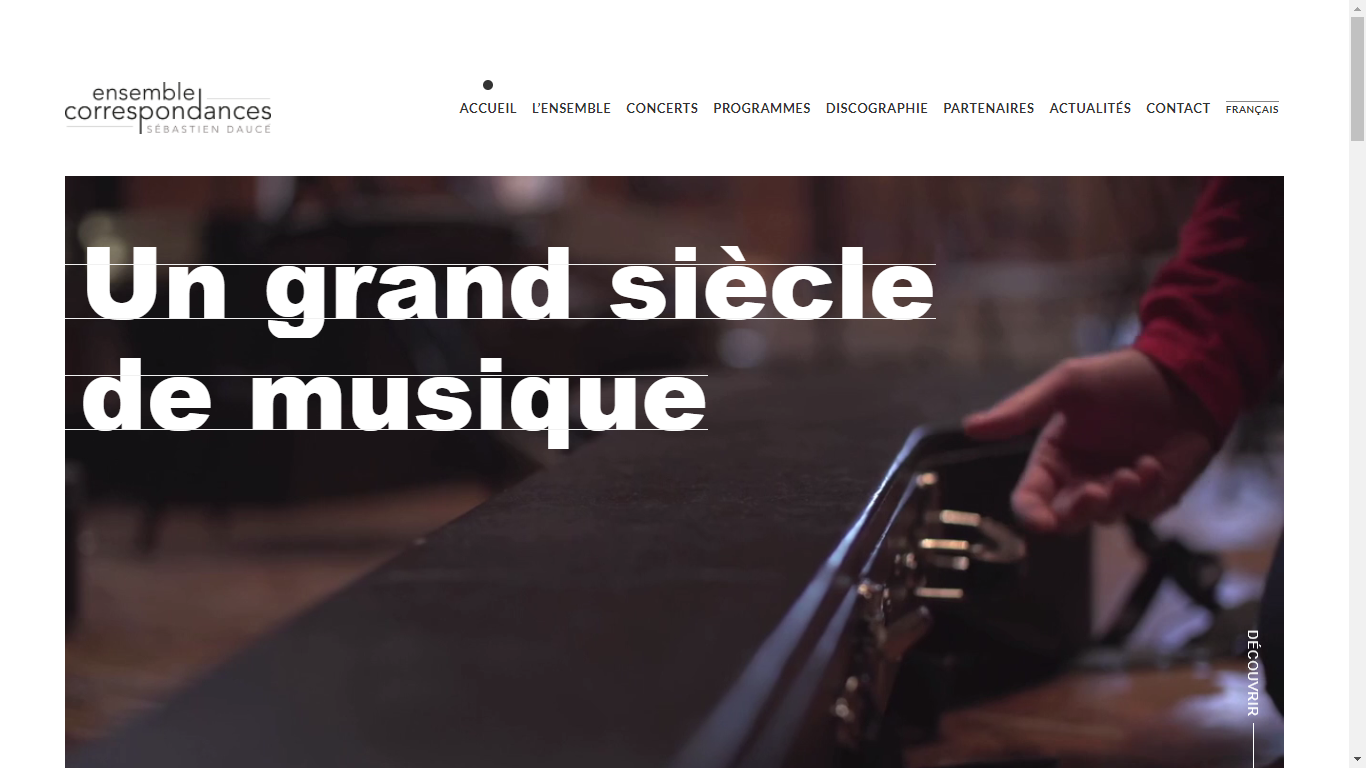 ensemble
correspondances
SÉBASTIEN DAUCÉ
ACCUEIL L'ENSEMBLE CONCERTS PROGRAMMES DISCOGRAPHIE PARTENAIRES ACTUALITÉS CONTACT FRANÇAIS
Un grand siècle
de musique
DÉCOUVRIR